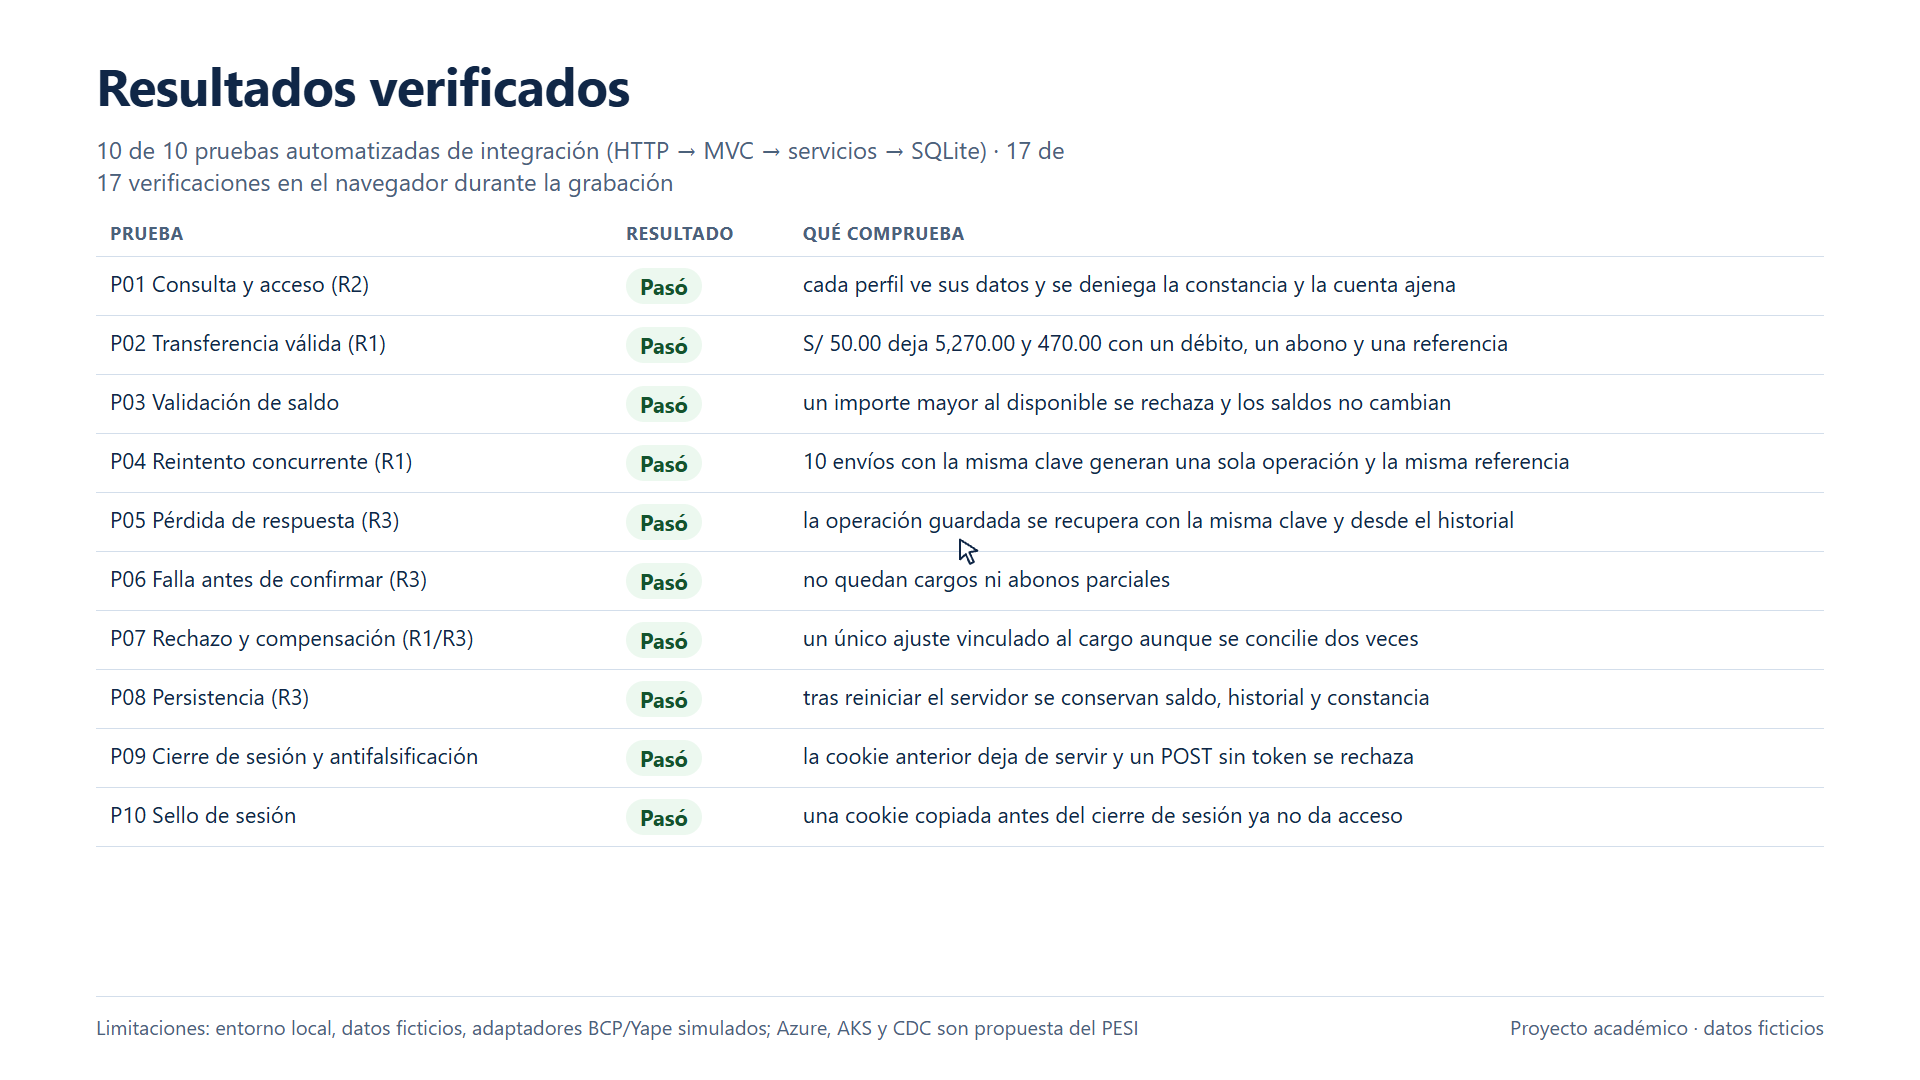 Resultados verificados
10 de 10 pruebas automatizadas de integración (HTTP → MVC → servicios → SQLite) · 17 de
17 verificaciones en el navegador durante la grabación
PRUEBA RESULTADO QUÉ COMPRUEBA
P01 Consulta y acceso (R2) Pasó cada perfil ve sus datos y se deniega la constancia y la cuenta ajena
P02 Transferencia válida (R1) Pasó S/ 50.00 deja 5,270.00 y 470.00 con un débito, un abono y una referencia
P03 Validación de saldo Pasó un importe mayor al disponible se rechaza y los saldos no cambian
P04 Reintento concurrente (R1) Pasó 10 envíos con la misma clave generan una sola operación y la misma referencia
P05 Pérdida de respuesta (R3) Pasó la operación guardada se recupera con la misma clave y desde el historial
P06 Falla antes de confirmar (R3) Pasó no quedan cargos ni abonos parciales
P07 Rechazo y compensación (R1/R3) Pasó un único ajuste vinculado al cargo aunque se concilie dos veces
P08 Persistencia (R3) Pasó tras reiniciar el servidor se conservan saldo, historial y constancia
P09 Cierre de sesión y antifalsificación Pasó la cookie anterior deja de servir y un POST sin token se rechaza
P10 Sello de sesión Pasó una cookie copiada antes del cierre de sesión ya no da acceso
Limitaciones: entorno local, datos ficticios, adaptadores BCP/Yape simulados; Azure, AKS y CDC son propuesta del PESI Proyecto académico · datos ficticios